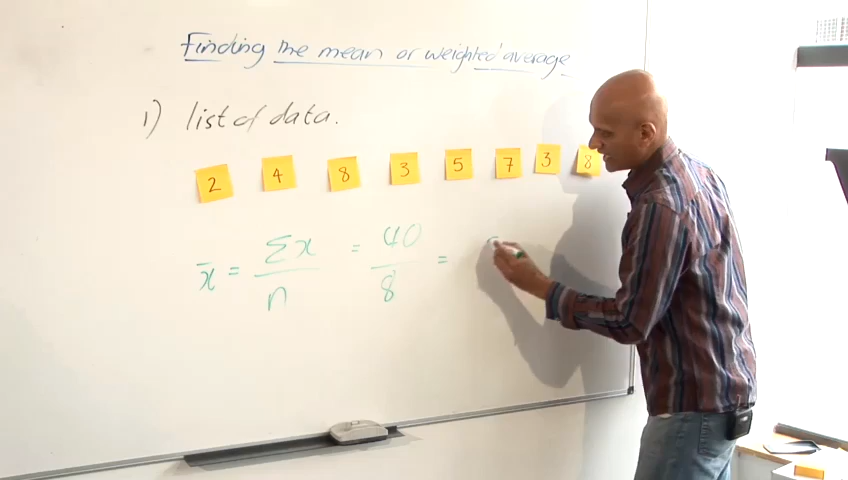 Finding the mean or weighted average
1) list of data.
2 4 8 3 5 7 3 8
x̄ = Σx / n = 40 / 8 =